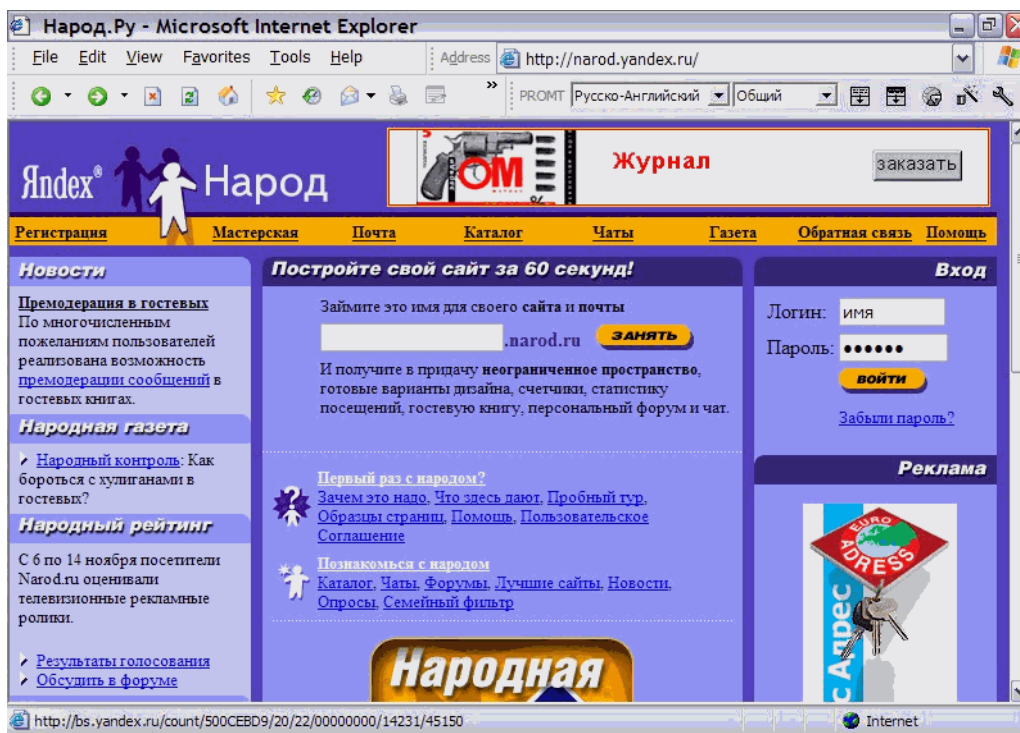 Народ.Ру - Microsoft Internet Explorer
File Edit View Favorites Tools Help Address http://narod.yandex.ru/
» PROMT Русско-Английский Общий
Яndex® Народ
ОМ
Журнал
заказать
Регистрация Мастерская Почта Каталог Чаты Газета Обратная связь Помощь
Новости
Премодерация в гостевых
По многочисленным
пожеланиям пользователей
реализована возможность
премодерации сообщений в
гостевых книгах.
Народная газета
Народный контроль: Как
бороться с хулиганами в
гостевых?
Народный рейтинг
С 6 по 14 ноября посетители
Narod.ru оценивали
телевизионные рекламные
ролики.
Результаты голосования
Обсудить в форуме
Постройте свой сайт за 60 секунд!
Займите это имя для своего сайта и почты
.narod.ru занять
И получите в придачу неограниченное пространство,
готовые варианты дизайна, счетчики, статистику
посещений, гостевую книгу, персональный форум и чат.
Первый раз с народом?
Зачем это надо, Что здесь дают, Пробный тур,
Образцы страниц, Помощь, Пользовательское
Соглашение
Познакомься с народом
Каталог, Чаты, Форумы, Лучшие сайты, Новости,
Опросы, Семейный фильтр
Народная
Вход
Логин: имя
Пароль: ••••••
войти
Забыли пароль?
Реклама
EURO
ADRESS
с Адрес
http://bs.yandex.ru/count/500CEBD9/20/22/00000000/14231/45150 Internet